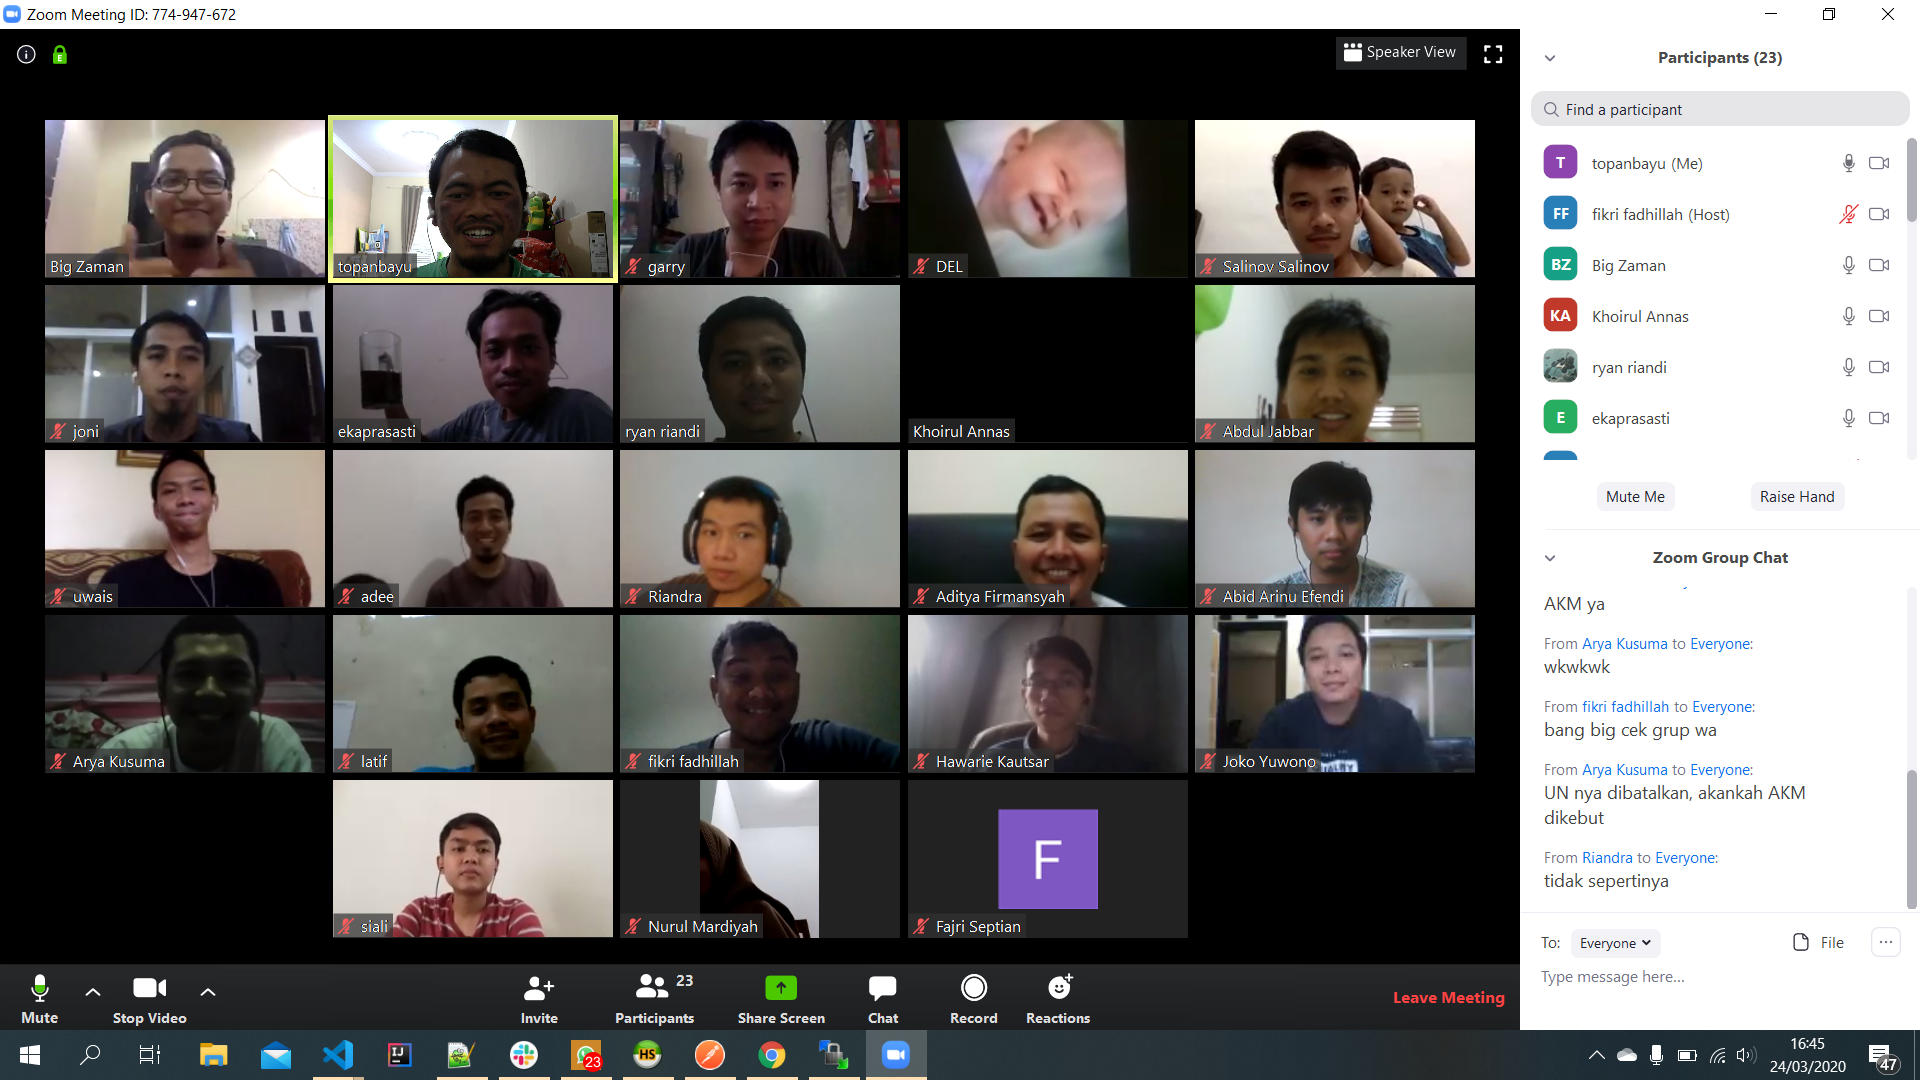 Zoom Meeting ID: 774-947-672
Speaker View
Big Zaman
topanbayu
garry
DEL
Salinov Salinov
joni
ekaprasasti
ryan riandi
Khoirul Annas
Abdul Jabbar
uwais
adee
Riandra
Aditya Firmansyah
Abid Arinu Efendi
Arya Kusuma
latif
fikri fadhillah
Hawarie Kautsar
Joko Yuwono
siali
Nurul Mardiyah
F
Fajri Septian
Participants (23)
Find a participant
T topanbayu (Me)
FF fikri fadhillah (Host)
BZ Big Zaman
KA Khoirul Annas
ryan riandi
E ekaprasasti
Mute Me Raise Hand
Zoom Group Chat
AKM ya
From Arya Kusuma to Everyone:
wkwkwk
From fikri fadhillah to Everyone:
bang big cek grup wa
From Arya Kusuma to Everyone:
UN nya dibatalkan, akankah AKM
dikebut
From Riandra to Everyone:
tidak sepertinya
To: Everyone File
Type message here...
Mute
Stop Video
Invite
Participants 23
Share Screen
Chat
Record
Reactions
Leave Meeting
IJ
23
HS
16:45
24/03/2020
47